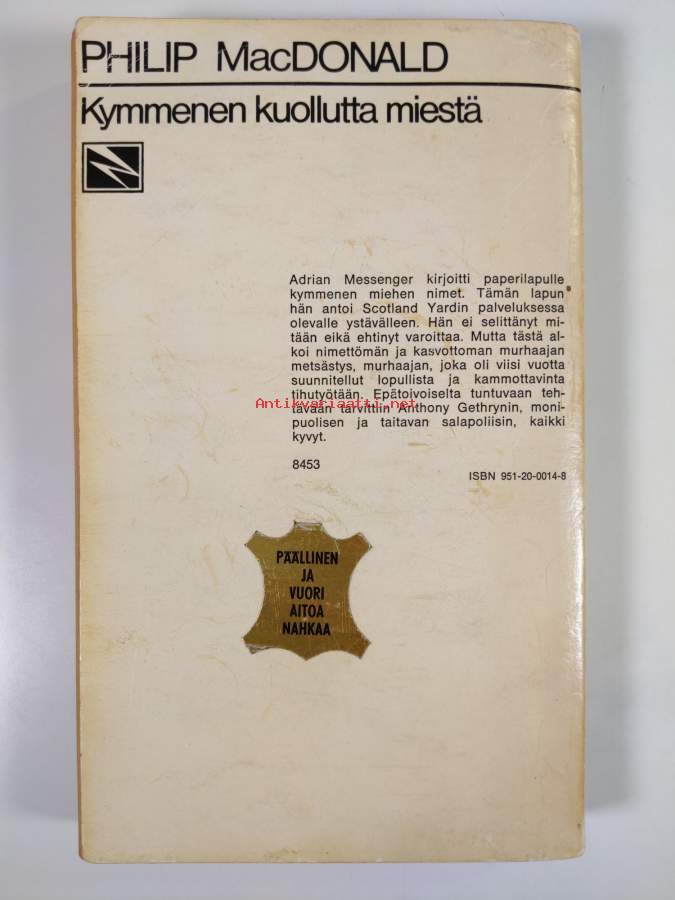 PHILIP MacDONALD
Kymmenen kuollutta miestä
Adrian Messenger kirjoitti paperilapulle
kymmenen miehen nimet. Tämän lapun
hän antoi Scotland Yardin palveluksessa
olevalle ystävälleen. Hän ei selittänyt mi-
tään eikä ehtinyt varoittaa. Mutta tästä al-
koi nimettömän ja kasvottoman murhaajan
metsästys, murhaajan, joka oli viisi vuotta
suunnitellut lopullista ja kammottavinta
tihutyötään. Epätoivoiselta tuntuvaan teh-
Antikvariaatti.net
tävään tarvittiin Anthony Gethrynin, moni-
puolisen ja taitavan salapoliisin, kaikki
kyvyt.
8453
ISBN 951-20-0014-8
PÄÄLLINEN
JA
VUORI
AITOA
NAHKAA